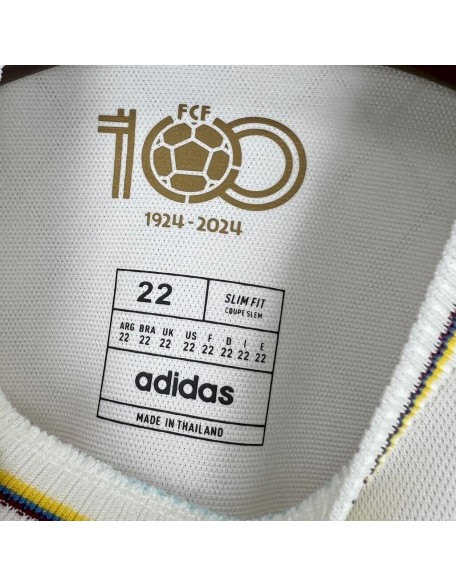 FCF
100
1924 - 2024
22
SLIM FIT
COUPE SLEM
ARG BRA UK US F D I E
22 22 22 22 22 22 22 22
adidas
MADE IN THAILAND